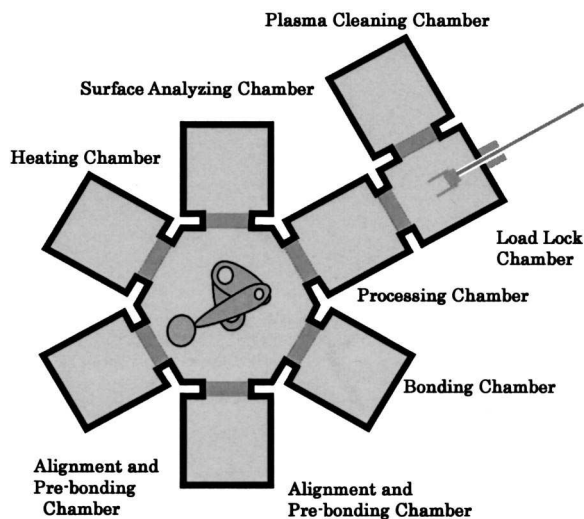 Plasma Cleaning Chamber
Surface Analyzing Chamber
Heating Chamber
Load Lock
Chamber
Processing Chamber
Bonding Chamber
Alignment and
Pre-bonding
Chamber
Alignment and
Pre-bonding Chamber